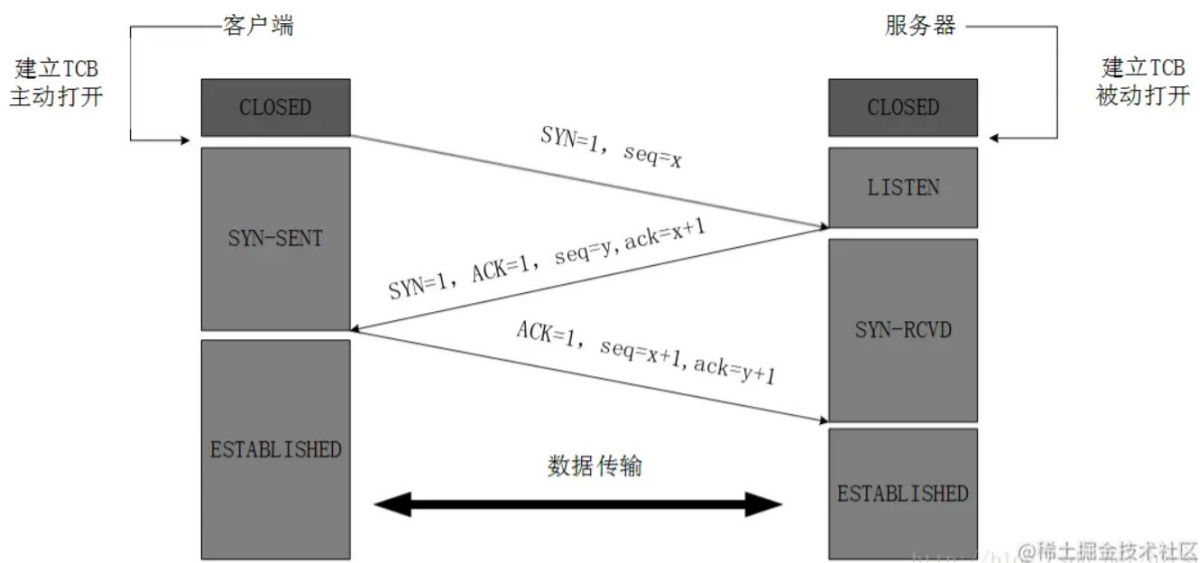 客户端
服务器
建立TCB
主动打开
建立TCB
被动打开
CLOSED
CLOSED
SYN=1, seq=x
LISTEN
SYN-SENT
SYN=1, ACK=1, seq=y,ack=x+1
SYN-RCVD
ACK=1, seq=x+1,ack=y+1
ESTABLISHED
数据传输
ESTABLISHED
@稀土掘金技术社区